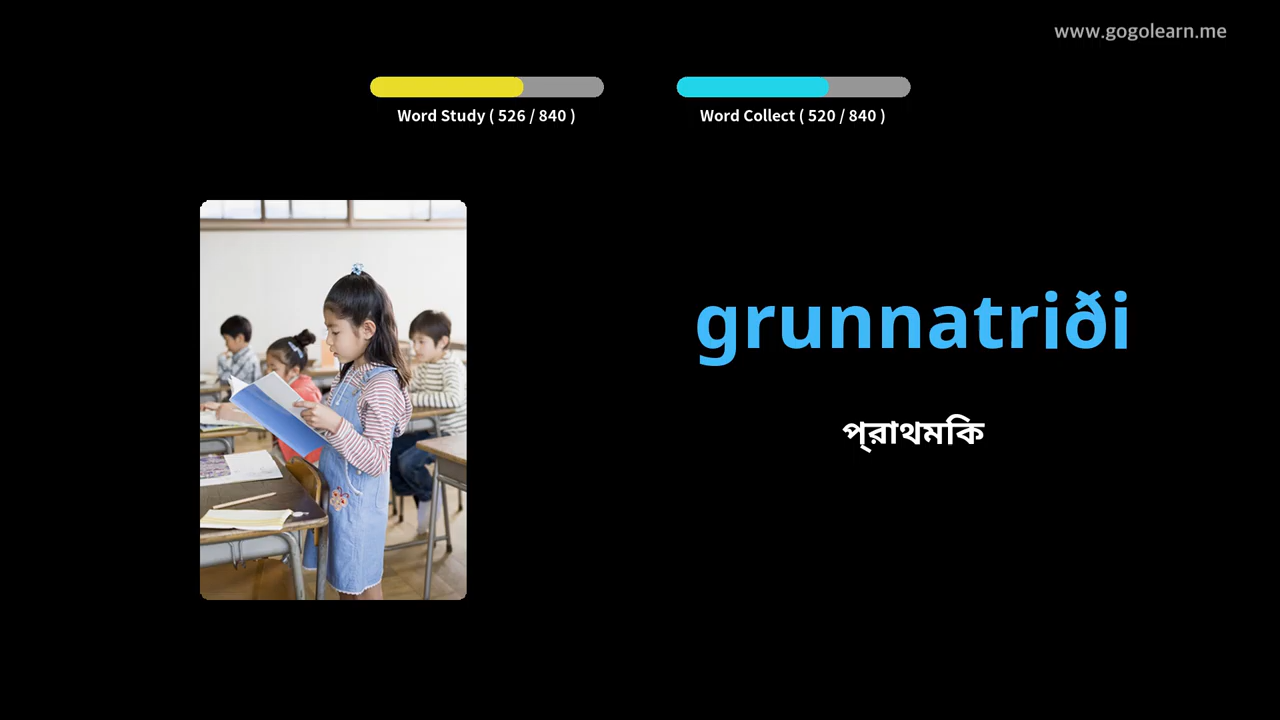 www.gogolearn.me
Word Study ( 526 / 840 )
Word Collect ( 520 / 840 )
grunnatriði
প্রাথমিক